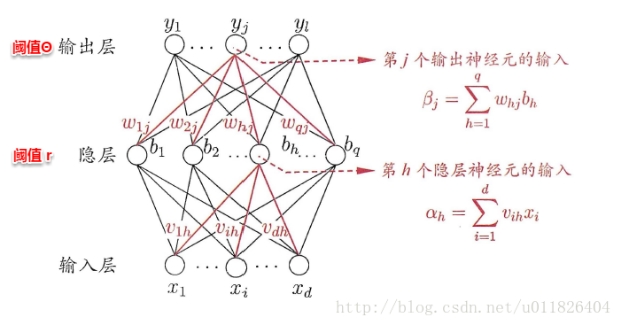 阈值Θ 输出层 y_1 ... y_j ... y_l
第 j 个输出神经元的输入
β_j = \sum_{h=1}^{q} w_{hj} b_h
w_{1j} w_{2j} w_{hj} w_{qj}
阈值 r 隐层 b_1 b_2 ... b_h ... b_q
第 h 个隐层神经元的输入
α_h = \sum_{i=1}^{d} v_{ih} x_i
v_{1h} v_{ih} v_{dh}
输入层 ... ...
x_1 x_i x_d
http://blog.csdn.net/u011826404